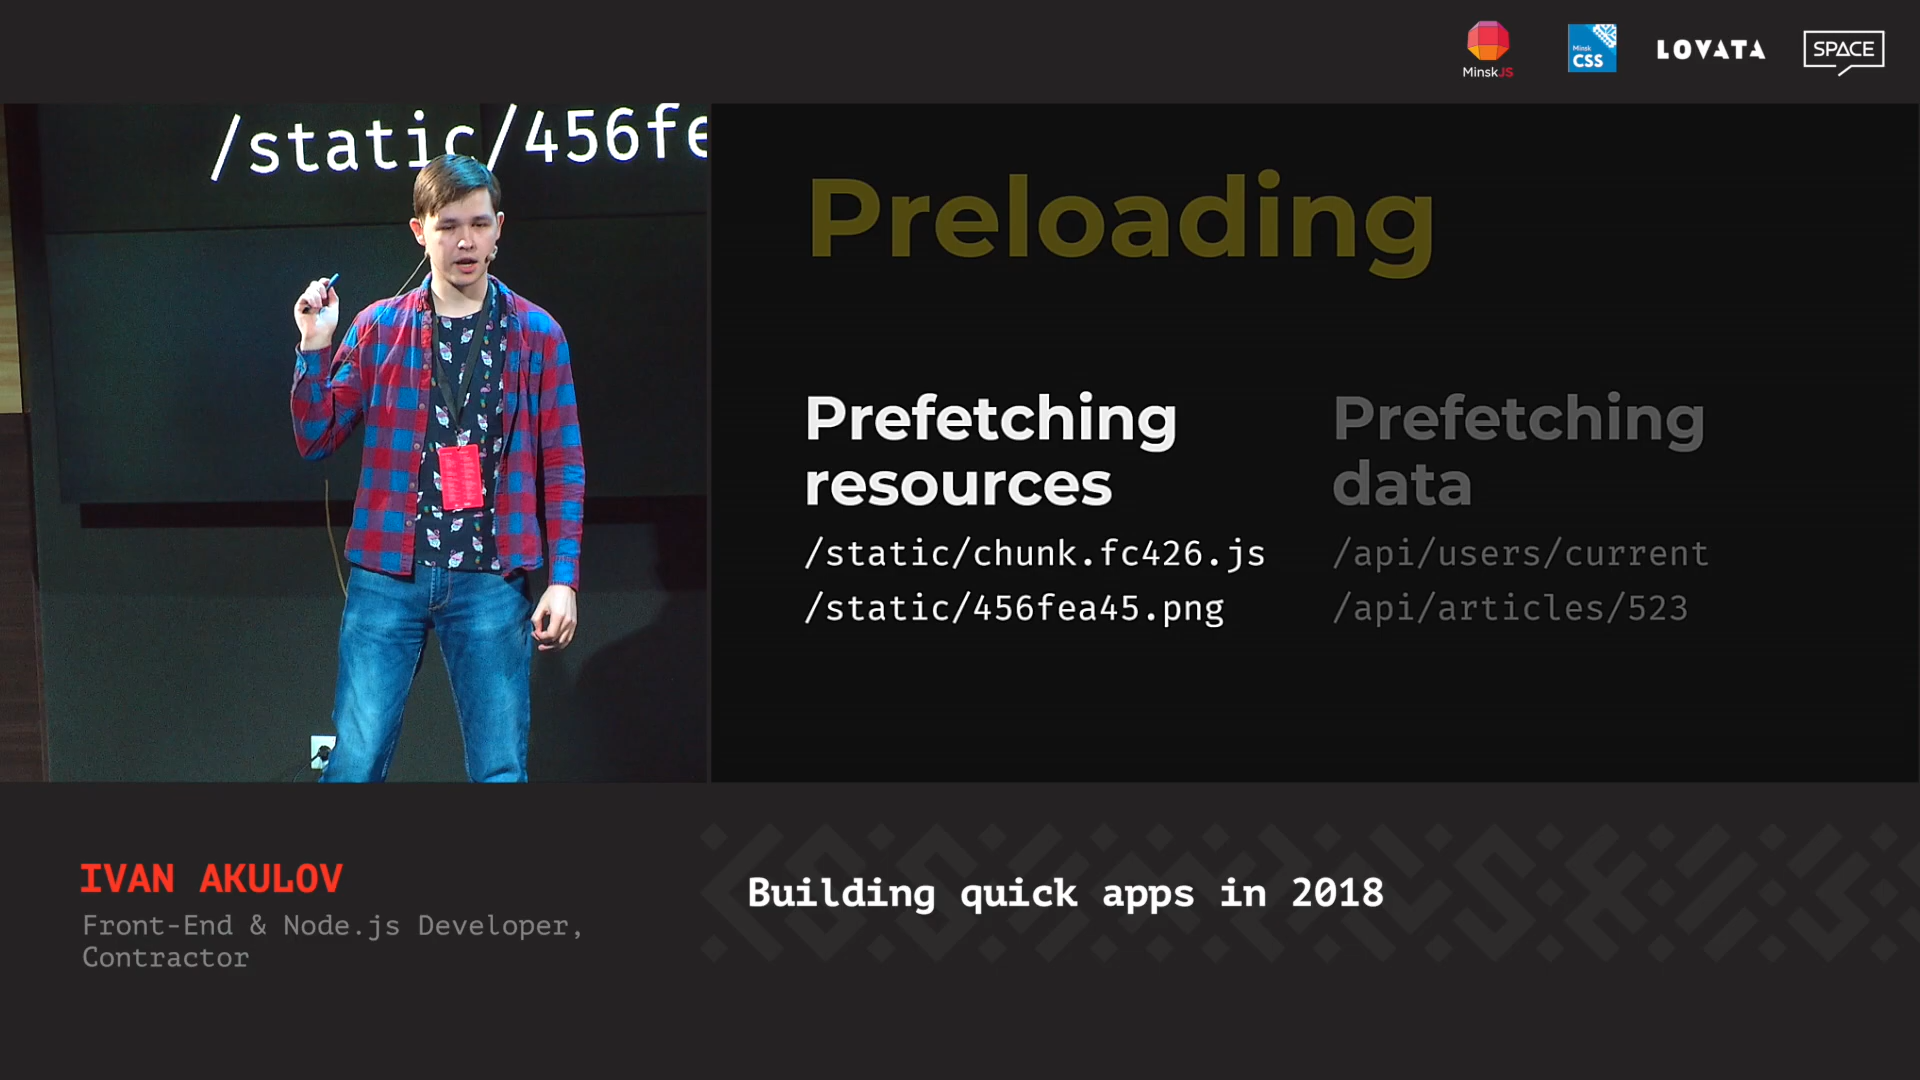 MinskJS
Minsk
CSS
LOVATA
SPACE
/static/456fe
Preloading
Prefetching
resources
/static/chunk.fc426.js
/static/456fea45.png
Prefetching
data
/api/users/current
/api/articles/523
IVAN AKULOV
Front-End & Node.js Developer,
Contractor
Building quick apps in 2018